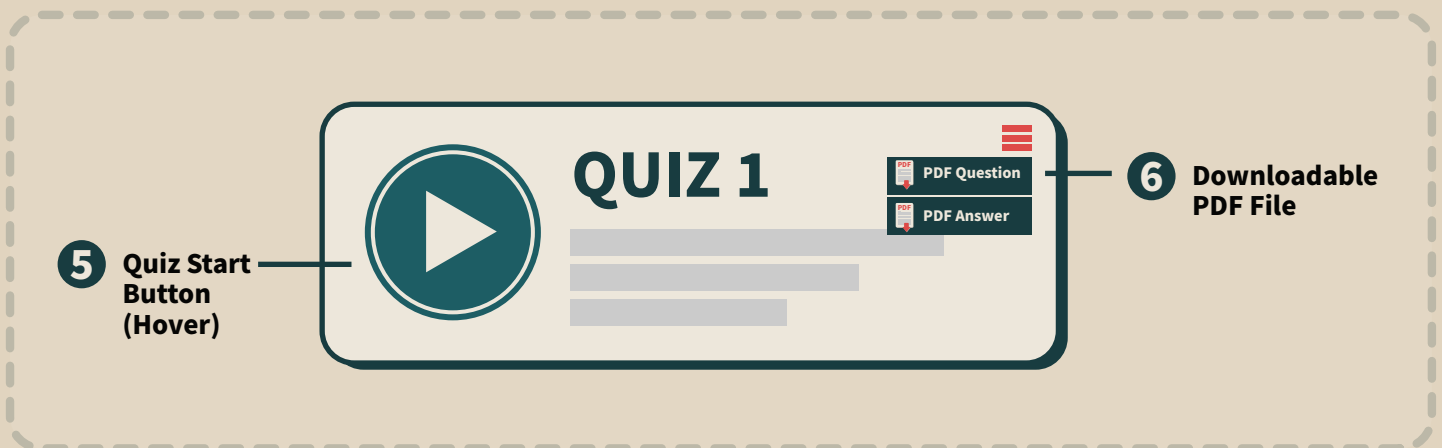 QUIZ 1
PDF
PDF Question
PDF
PDF Answer
5
Quiz Start
Button
(Hover)
6
Downloadable
PDF File